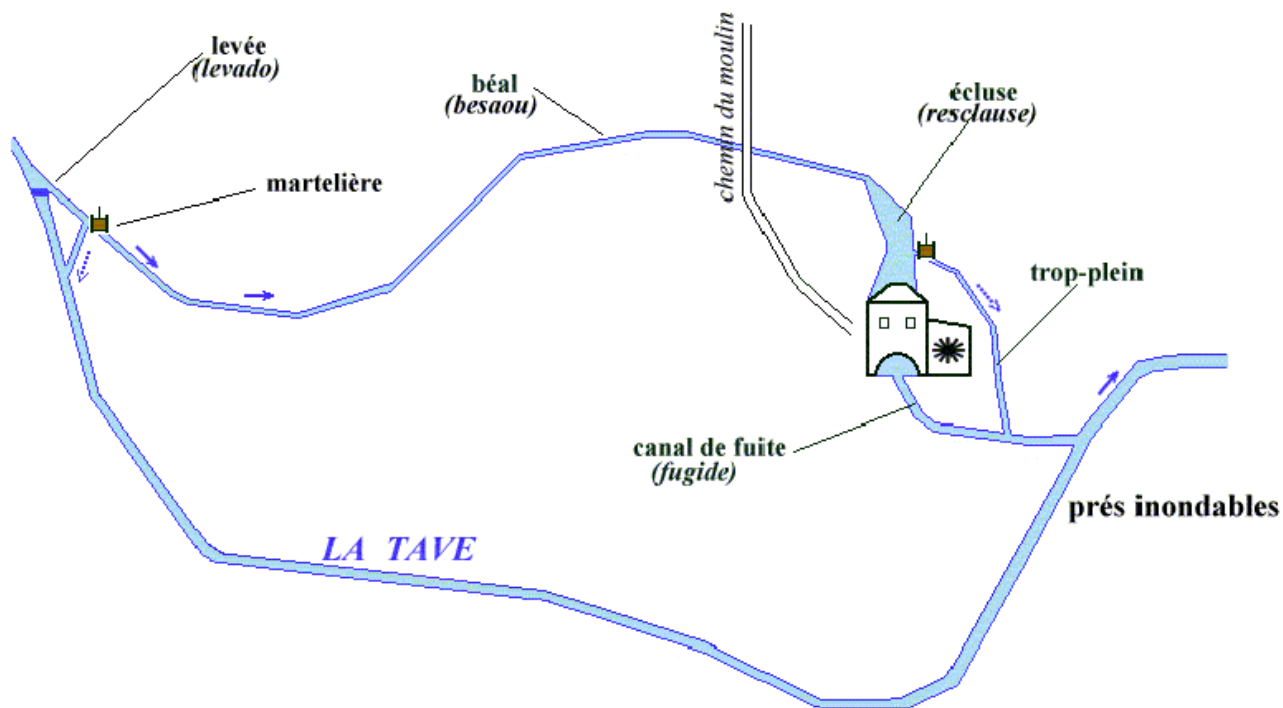 levée
(levado)
béal
(besaou)
chemin du moulin
écluse
(resclause)
martelière
trop-plein
canal de fuite
(fugide)
prés inondables
LA TAVE